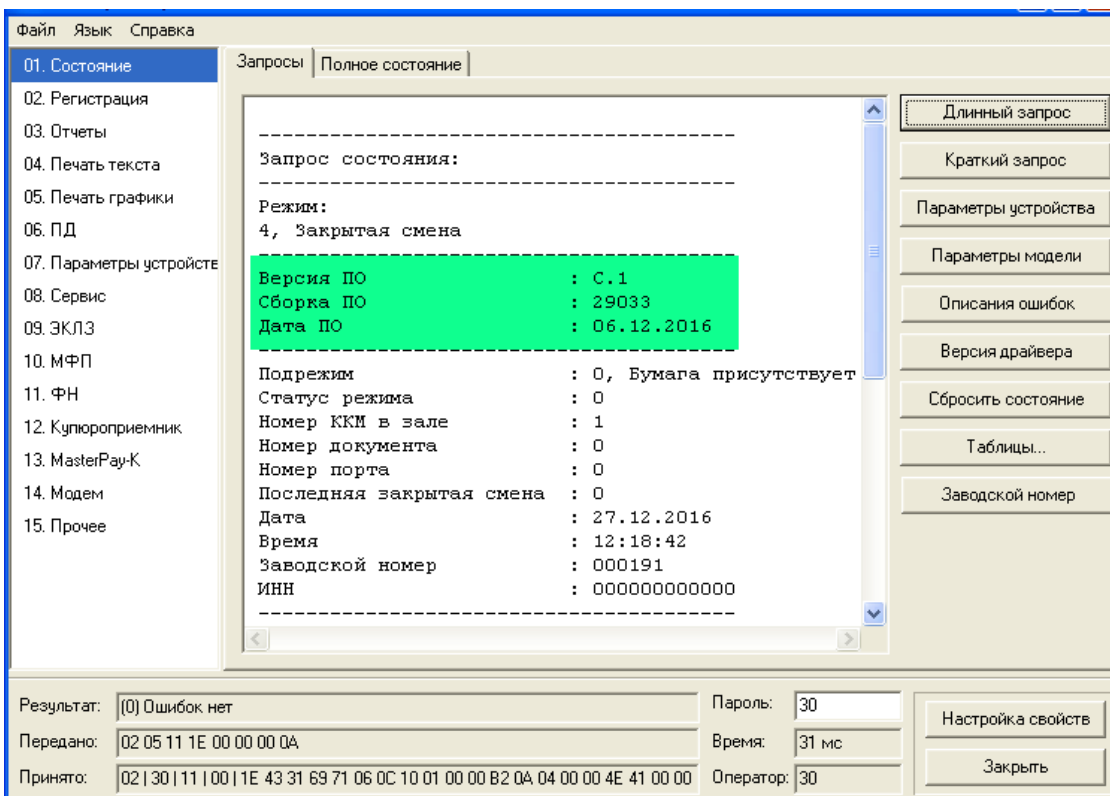 Файл Язык Справка
01. Состояние
02. Регистрация
03. Отчеты
04. Печать текста
05. Печать графики
06. ПД
07. Параметры устройств
08. Сервис
09. ЭКЛЗ
10. МФП
11. ФН
12. Купюроприемник
13. MasterPay-K
14. Модем
15. Прочее
Запросы Полное состояние
----------------------------------------
Запрос состояния:
----------------------------------------
Режим:
4, Закрытая смена
----------------------------------------
Версия ПО : C.1
Сборка ПО : 29033
Дата ПО : 06.12.2016
----------------------------------------
Подрежим : 0, Бумага присутствует
Статус режима : 0
Номер ККМ в зале : 1
Номер документа : 0
Номер порта : 0
Последняя закрытая смена : 0
Дата : 27.12.2016
Время : 12:18:42
Заводской номер : 000191
ИНН : 000000000000
----------------------------------------
Длинный запрос
Краткий запрос
Параметры устройства
Параметры модели
Описания ошибок
Версия драйвера
Сбросить состояние
Таблицы...
Заводской номер
Результат: (0) Ошибок нет
Передано: 02 05 11 1E 00 00 00 0A
Принято: 02 | 30 | 11 | 00 | 1E 43 31 69 71 06 0C 10 01 00 00 B2 0A 04 00 00 4E 41 00 00
Пароль: 30
Время: 31 мс
Оператор: 30
Настройка свойств
Закрыть